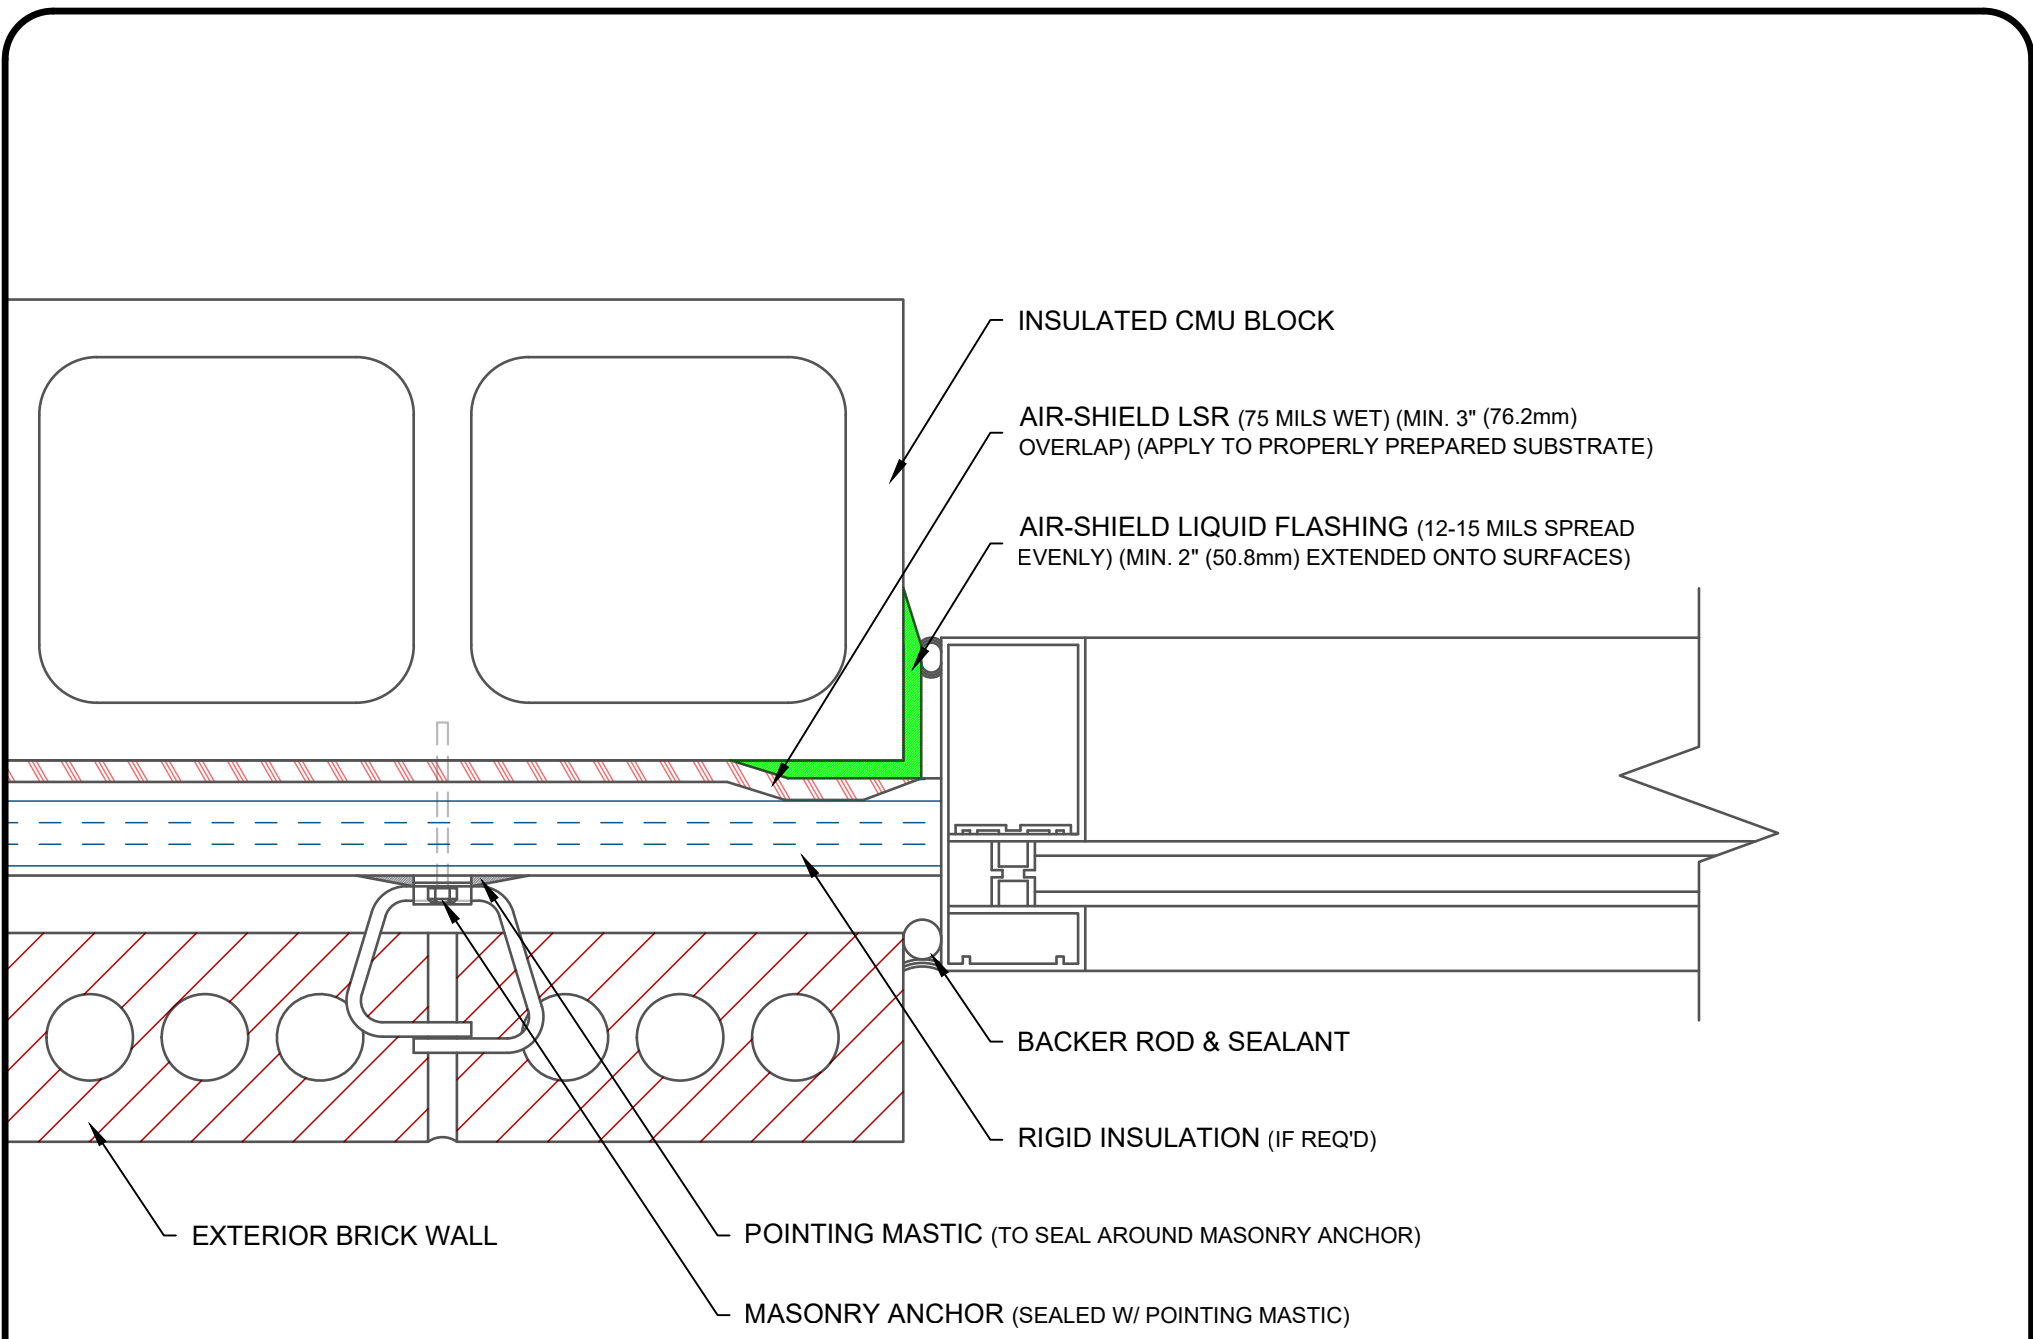 INSULATED CMU BLOCK
AIR-SHIELD LSR (75 MILS WET) (MIN. 3" (76.2mm)
OVERLAP) (APPLY TO PROPERLY PREPARED SUBSTRATE)
AIR-SHIELD LIQUID FLASHING (12-15 MILS SPREAD
EVENLY) (MIN. 2" (50.8mm) EXTENDED ONTO SURFACES)
BACKER ROD & SEALANT
RIGID INSULATION (IF REQ'D)
EXTERIOR BRICK WALL
POINTING MASTIC (TO SEAL AROUND MASONRY ANCHOR)
MASONRY ANCHOR (SEALED W/ POINTING MASTIC)